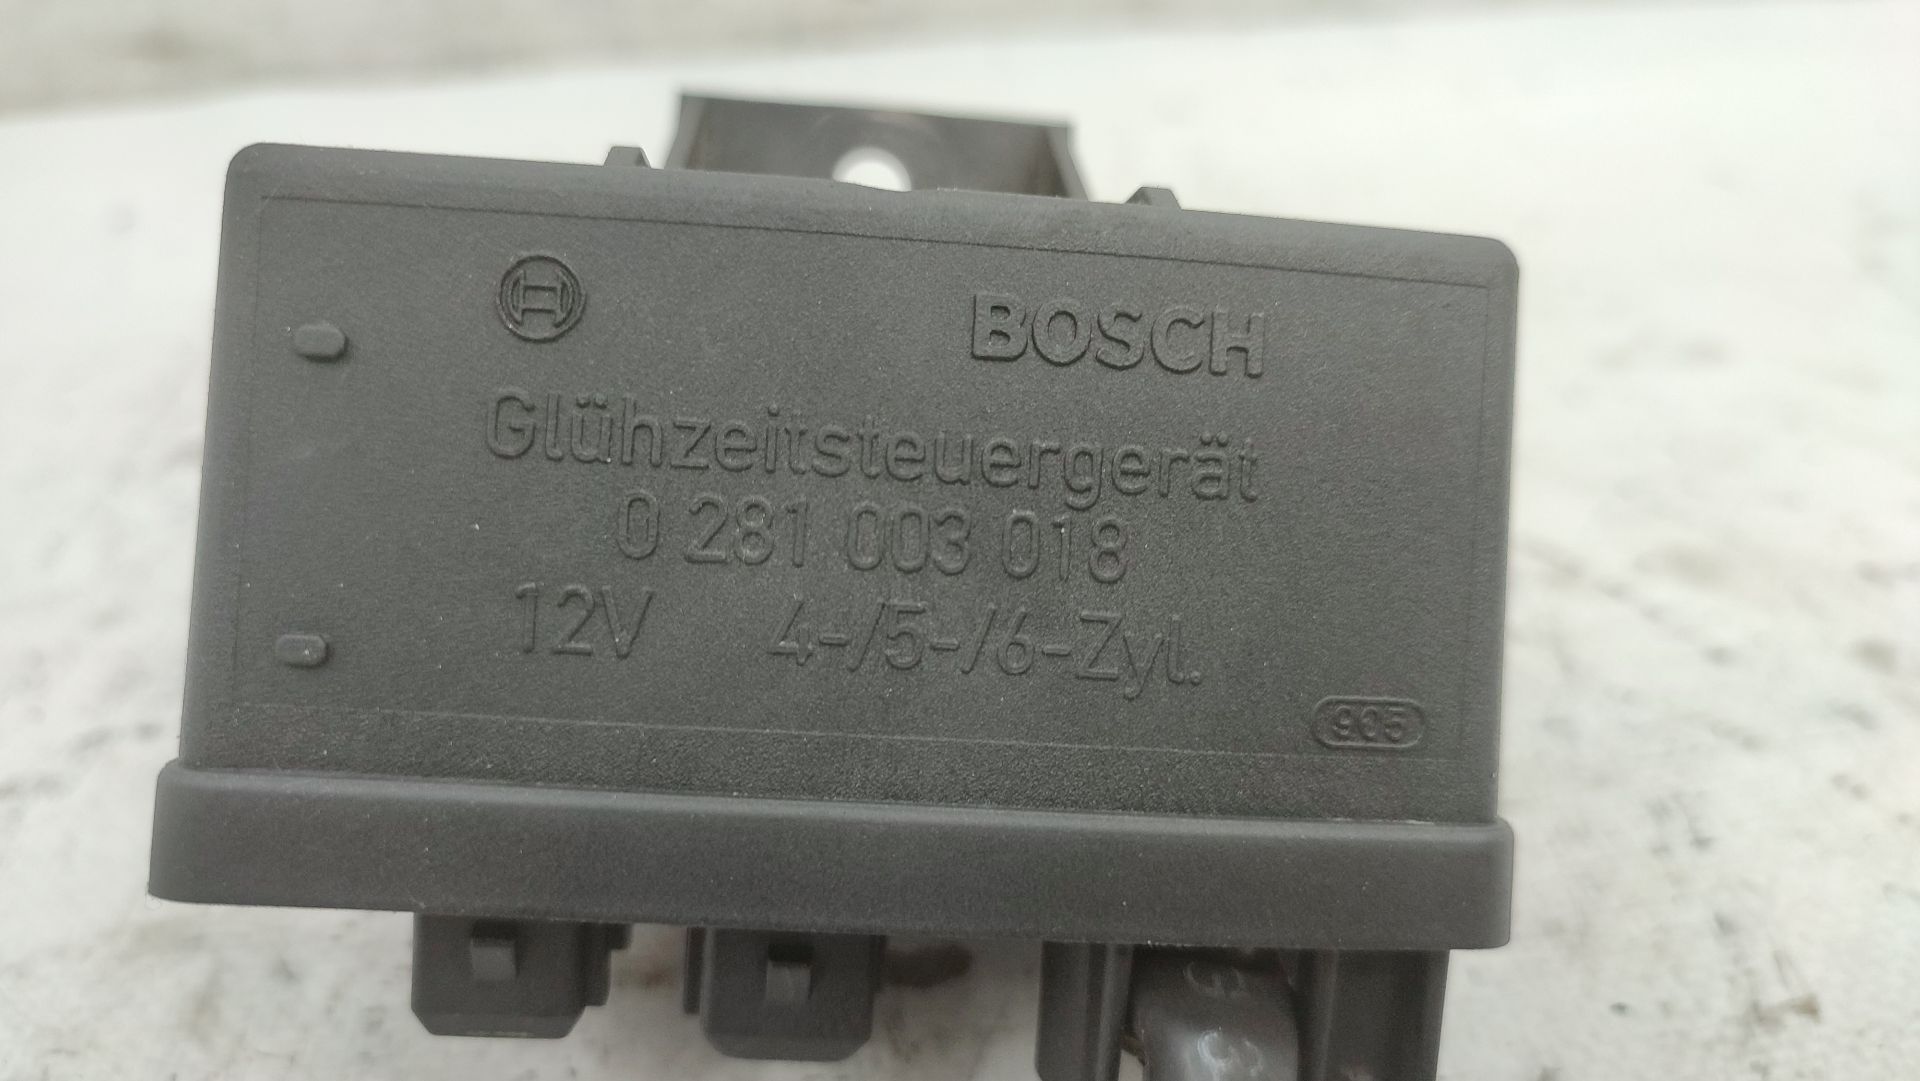 BOSCH
Glühzeitsteuergerät
0 281 003 018
12V 4-/5-/6-Zyl.
905